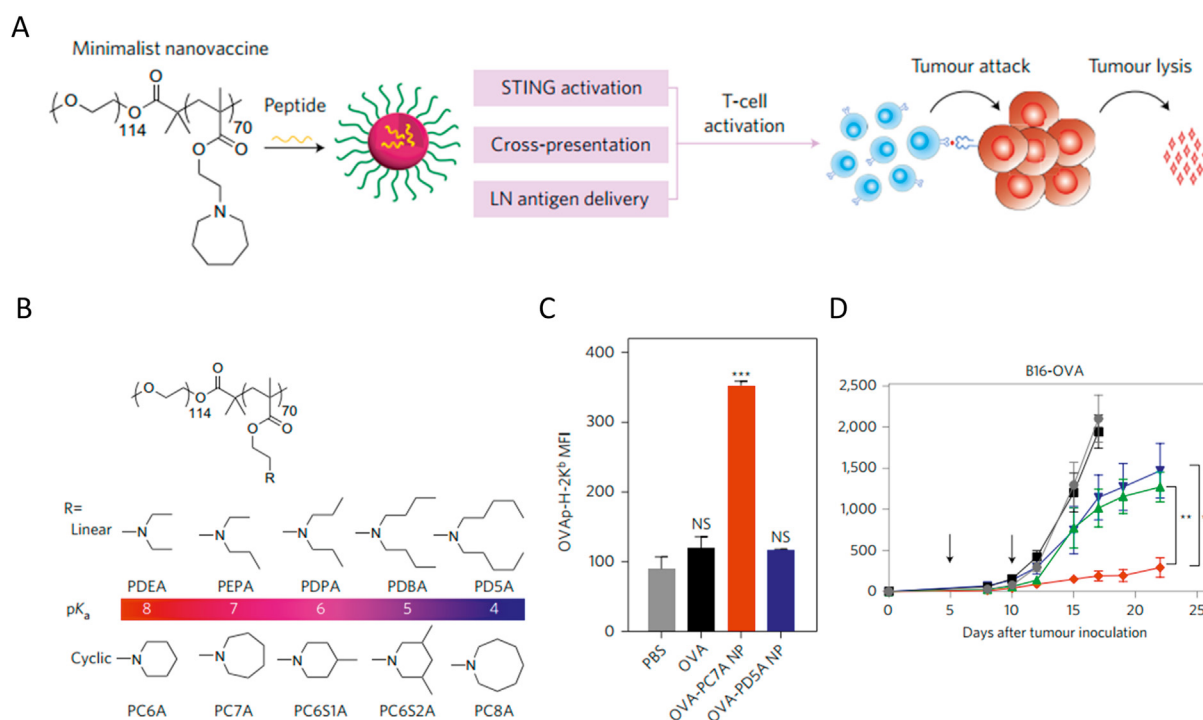 A
Minimalist nanovaccine
O
O
O
114
70
O
O
N
Peptide
STING activation
Cross-presentation
LN antigen delivery
T-cell
activation
Tumour attack
Tumour lysis
B
O
O
O
114
70
O
O
R
R=
Linear
N
N
N
N
N
PDEA
PEPA
PDPA
PDBA
PD5A
pKa
8
7
6
5
4
Cyclic
N
N
N
N
N
PC6A
PC7A
PC6S1A
PC6S2A
PC8A
C
OVAp-H-2Kb MFI
400
300
200
100
0
NS
***
NS
PBS
OVA
OVA-PC7A NP
OVA-PD5A NP
D
B16-OVA
2,500
2,000
1,500
1,000
500
0
**
0
5
10
15
20
25
Days after tumour inoculation